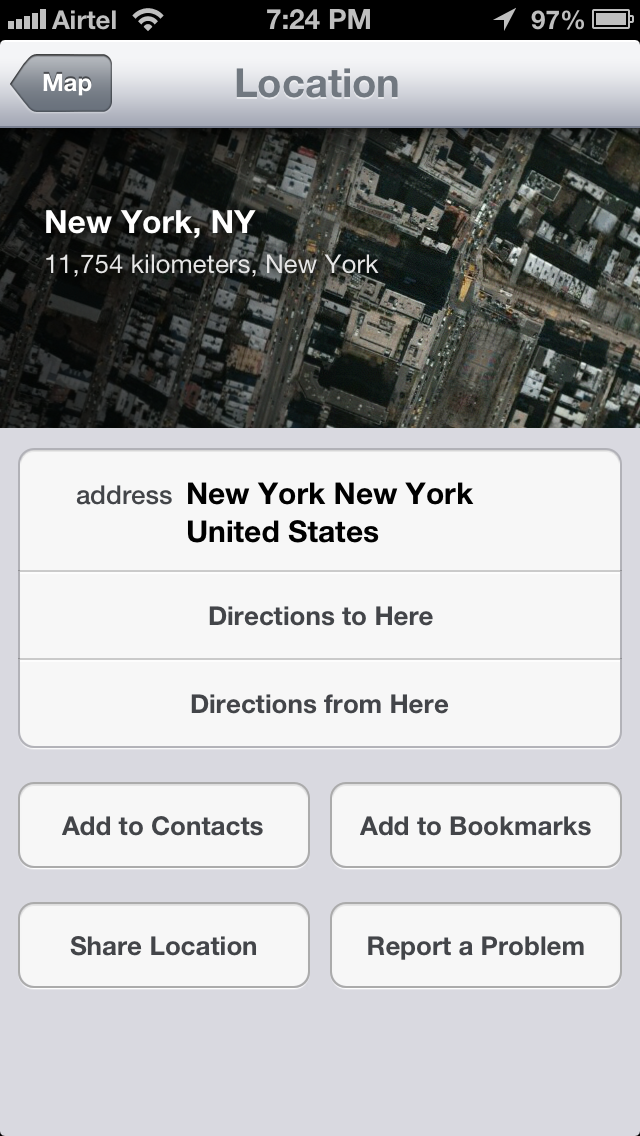 Airtel 7:24 PM 97%
Map Location
New York, NY
11,754 kilometers, New York
address New York New York
United States
Directions to Here
Directions from Here
Add to Contacts Add to Bookmarks
Share Location Report a Problem